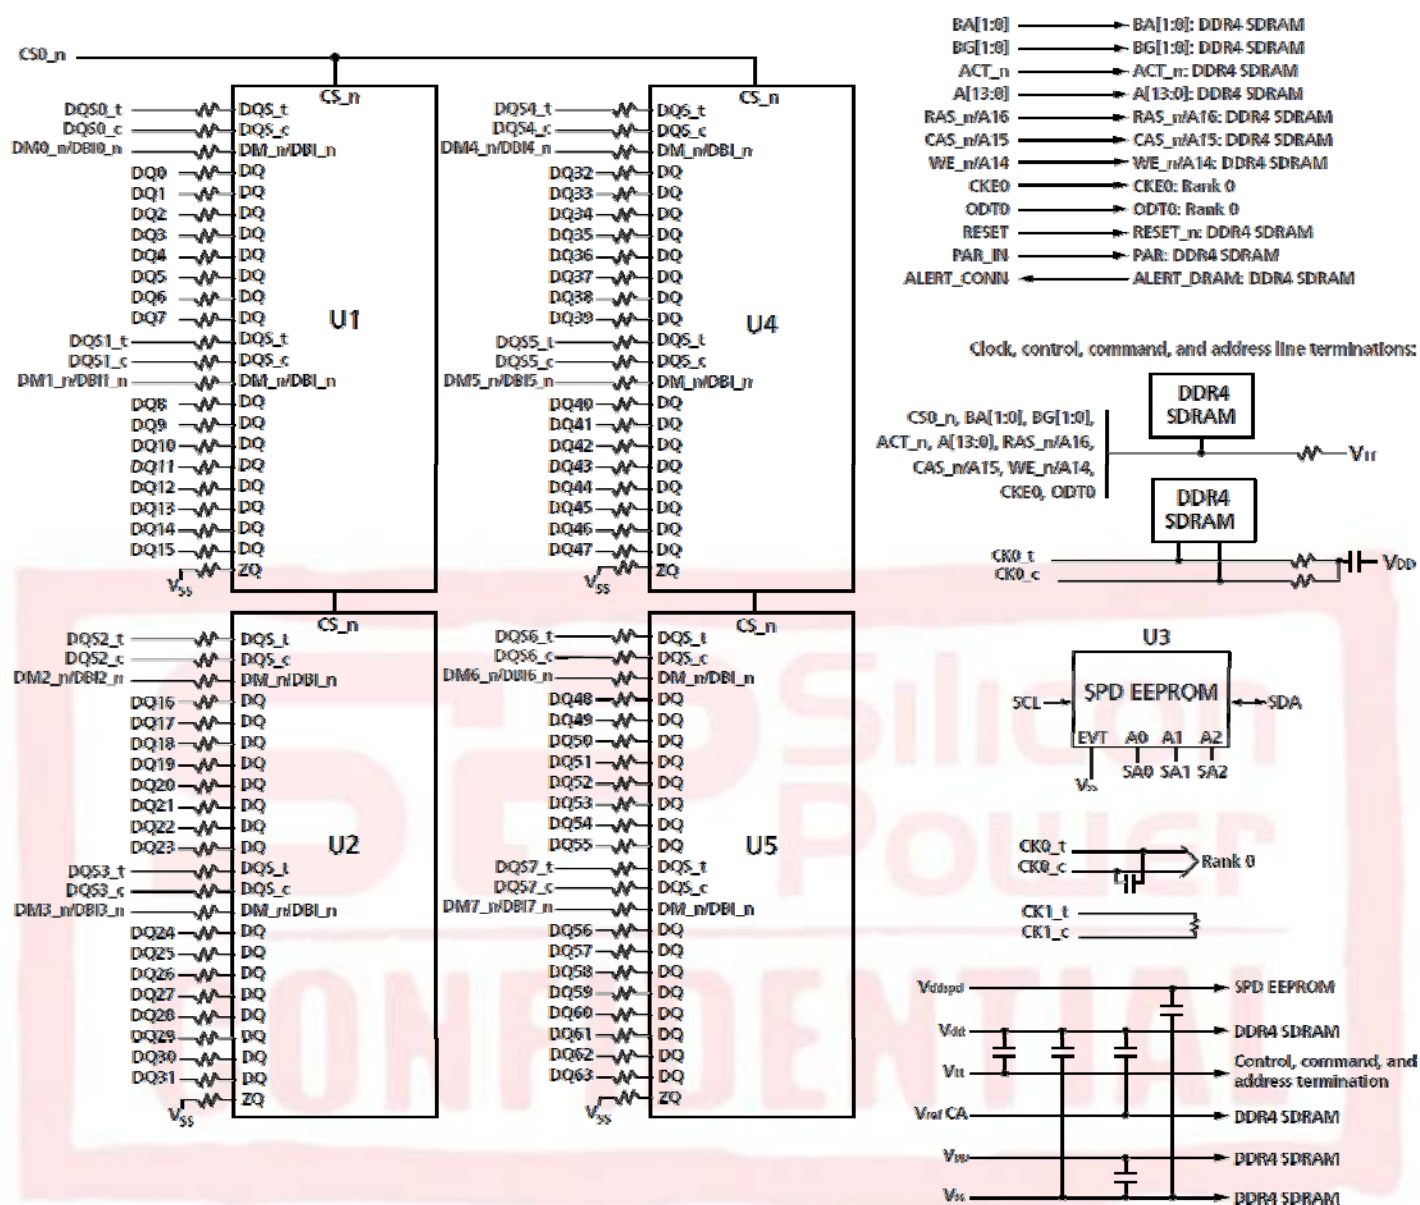 CS0_n
CS_n
DQS0_t DQS_t
DQS0_c DQS_c
DM0_n/DBI0_n DM_n/DBI_n
DQ0 DQ
DQ1 DQ
DQ2 DQ
DQ3 DQ
DQ4 DQ
DQ5 DQ
DQ6 DQ
DQ7 DQ
U1
DQS1_t DQS_t
DQS1_c DQS_c
DM1_n/DBI1_n DM_n/DBI_n
DQ8 DQ
DQ9 DQ
DQ10 DQ
DQ11 DQ
DQ12 DQ
DQ13 DQ
DQ14 DQ
DQ15 DQ
VSS ZQ
CS_n
DQS2_t DQS_t
DQS2_c DQS_c
DM2_n/DBI2_n DM_n/DBI_n
DQ16 DQ
DQ17 DQ
DQ18 DQ
DQ19 DQ
DQ20 DQ
DQ21 DQ
DQ22 DQ
DQ23 DQ
U2
DQS3_t DQS_t
DQS3_c DQS_c
DM3_n/DBI3_n DM_n/DBI_n
DQ24 DQ
DQ25 DQ
DQ26 DQ
DQ27 DQ
DQ28 DQ
DQ29 DQ
DQ30 DQ
DQ31 DQ
VSS ZQ
CS_n
DQS4_t DQS_t
DQS4_c DQS_c
DM4_n/DBI4_n DM_n/DBI_n
DQ32 DQ
DQ33 DQ
DQ34 DQ
DQ35 DQ
DQ36 DQ
DQ37 DQ
DQ38 DQ
DQ39 DQ
U4
DQS5_t DQS_t
DQS5_c DQS_c
DM5_n/DBI5_n DM_n/DBI_n
DQ40 DQ
DQ41 DQ
DQ42 DQ
DQ43 DQ
DQ44 DQ
DQ45 DQ
DQ46 DQ
DQ47 DQ
VSS ZQ
CS_n
DQS6_t DQS_t
DQS6_c DQS_c
DM6_n/DBI6_n DM_n/DBI_n
DQ48 DQ
DQ49 DQ
DQ50 DQ
DQ51 DQ
DQ52 DQ
DQ53 DQ
DQ54 DQ
DQ55 DQ
U5
DQS7_t DQS_t
DQS7_c DQS_c
DM7_n/DBI7_n DM_n/DBI_n
DQ56 DQ
DQ57 DQ
DQ58 DQ
DQ59 DQ
DQ60 DQ
DQ61 DQ
DQ62 DQ
DQ63 DQ
VSS ZQ
BA[1:0] BA[1:0]: DDR4 SDRAM
BG[1:0] BG[1:0]: DDR4 SDRAM
ACT_n ACT_n: DDR4 SDRAM
A[13:0] A[13:0]: DDR4 SDRAM
RAS_n/A16 RAS_n/A16: DDR4 SDRAM
CAS_n/A15 CAS_n/A15: DDR4 SDRAM
WE_n/A14 WE_n/A14: DDR4 SDRAM
CKE0 CKE0: Rank 0
ODT0 ODT0: Rank 0
RESET RESET_n: DDR4 SDRAM
PAR_IN PAR: DDR4 SDRAM
ALERT_CONN ALERT_DRAM: DDR4 SDRAM
Clock, control, command, and address line terminations:
DDR4
SDRAM
CS0_n, BA[1:0], BG[1:0],
ACT_n, A[13:0], RAS_n/A16,
CAS_n/A15, WE_n/A14,
CKE0, ODT0
VTT
DDR4
SDRAM
CK0_t
CK0_c
VDD
U3
SPD EEPROM
SCL SDA
EVT A0 A1 A2
VSS SA0 SA1 SA2
CK0_t
CK0_c
Rank 0
CK1_t
CK1_c
Vddspd SPD EEPROM
Vdd DDR4 SDRAM
Vtt Control, command, and
address termination
Vref CA DDR4 SDRAM
VPP DDR4 SDRAM
VSS DDR4 SDRAM
SP Silicon
Power
CONFIDENTIAL